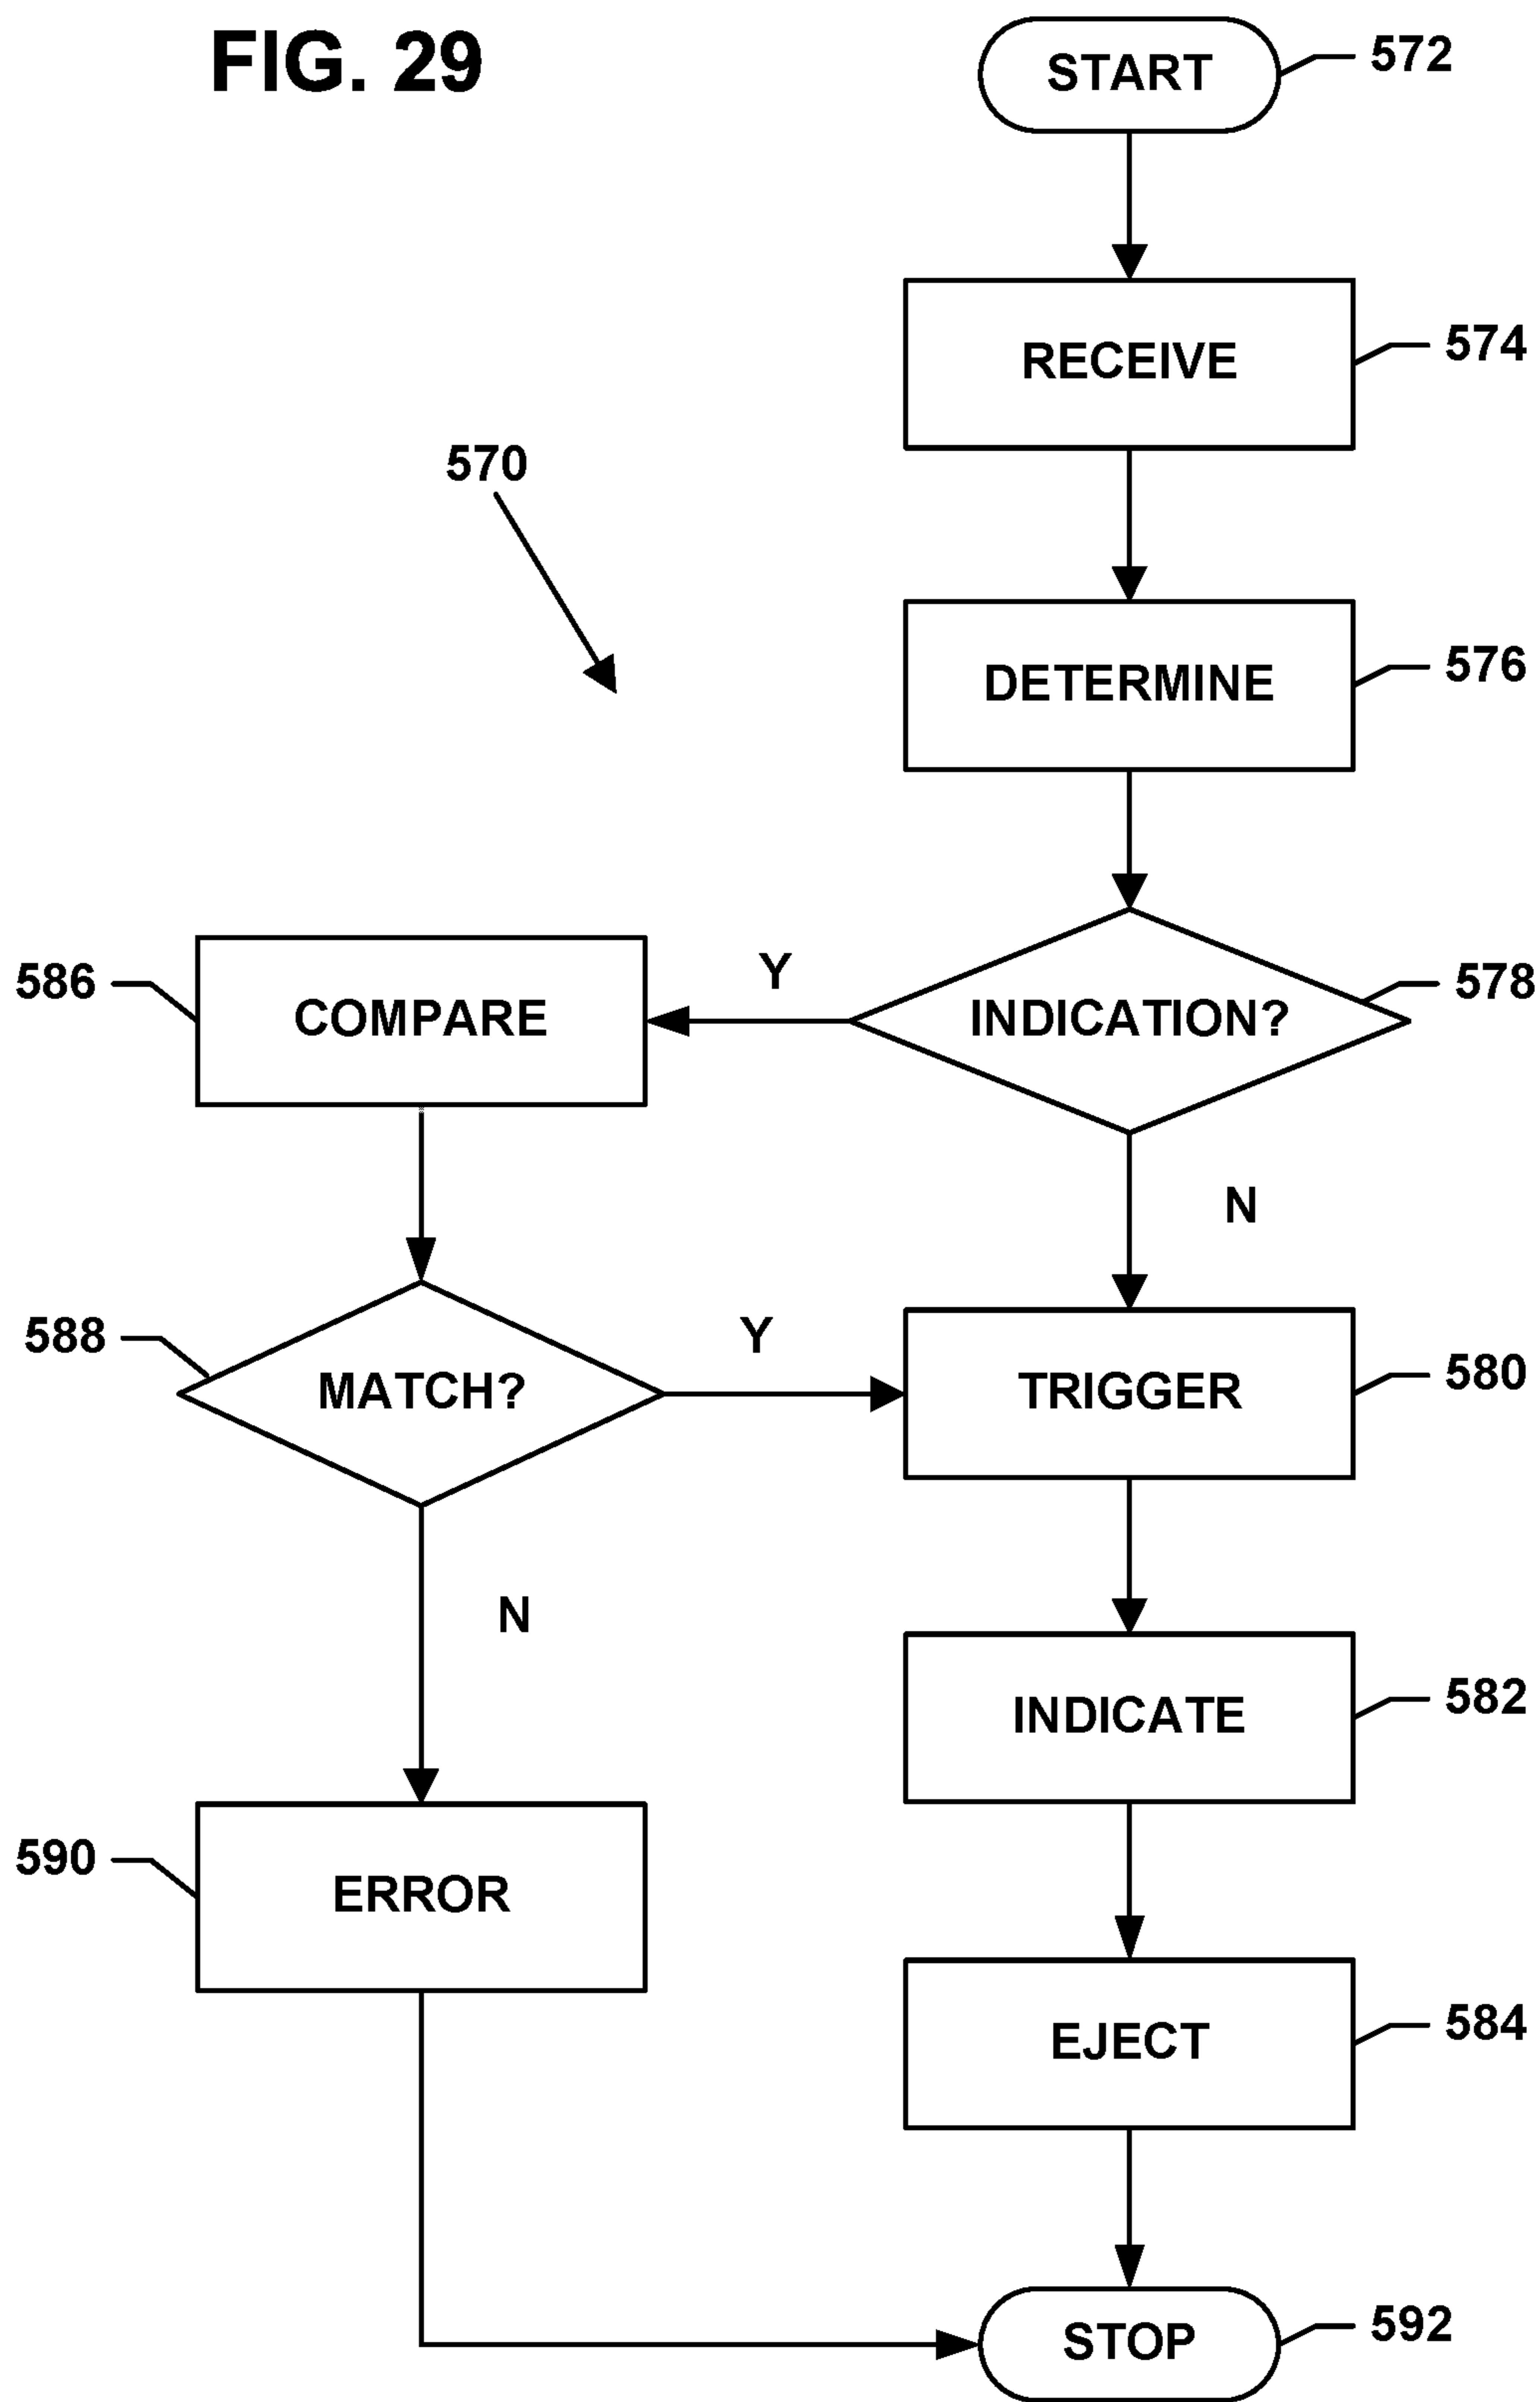 FIG. 29
START
572
RECEIVE
574
570
DETERMINE
576
586
COMPARE
Y
INDICATION?
578
N
588
MATCH?
Y
TRIGGER
580
N
INDICATE
582
590
ERROR
EJECT
584
STOP
592